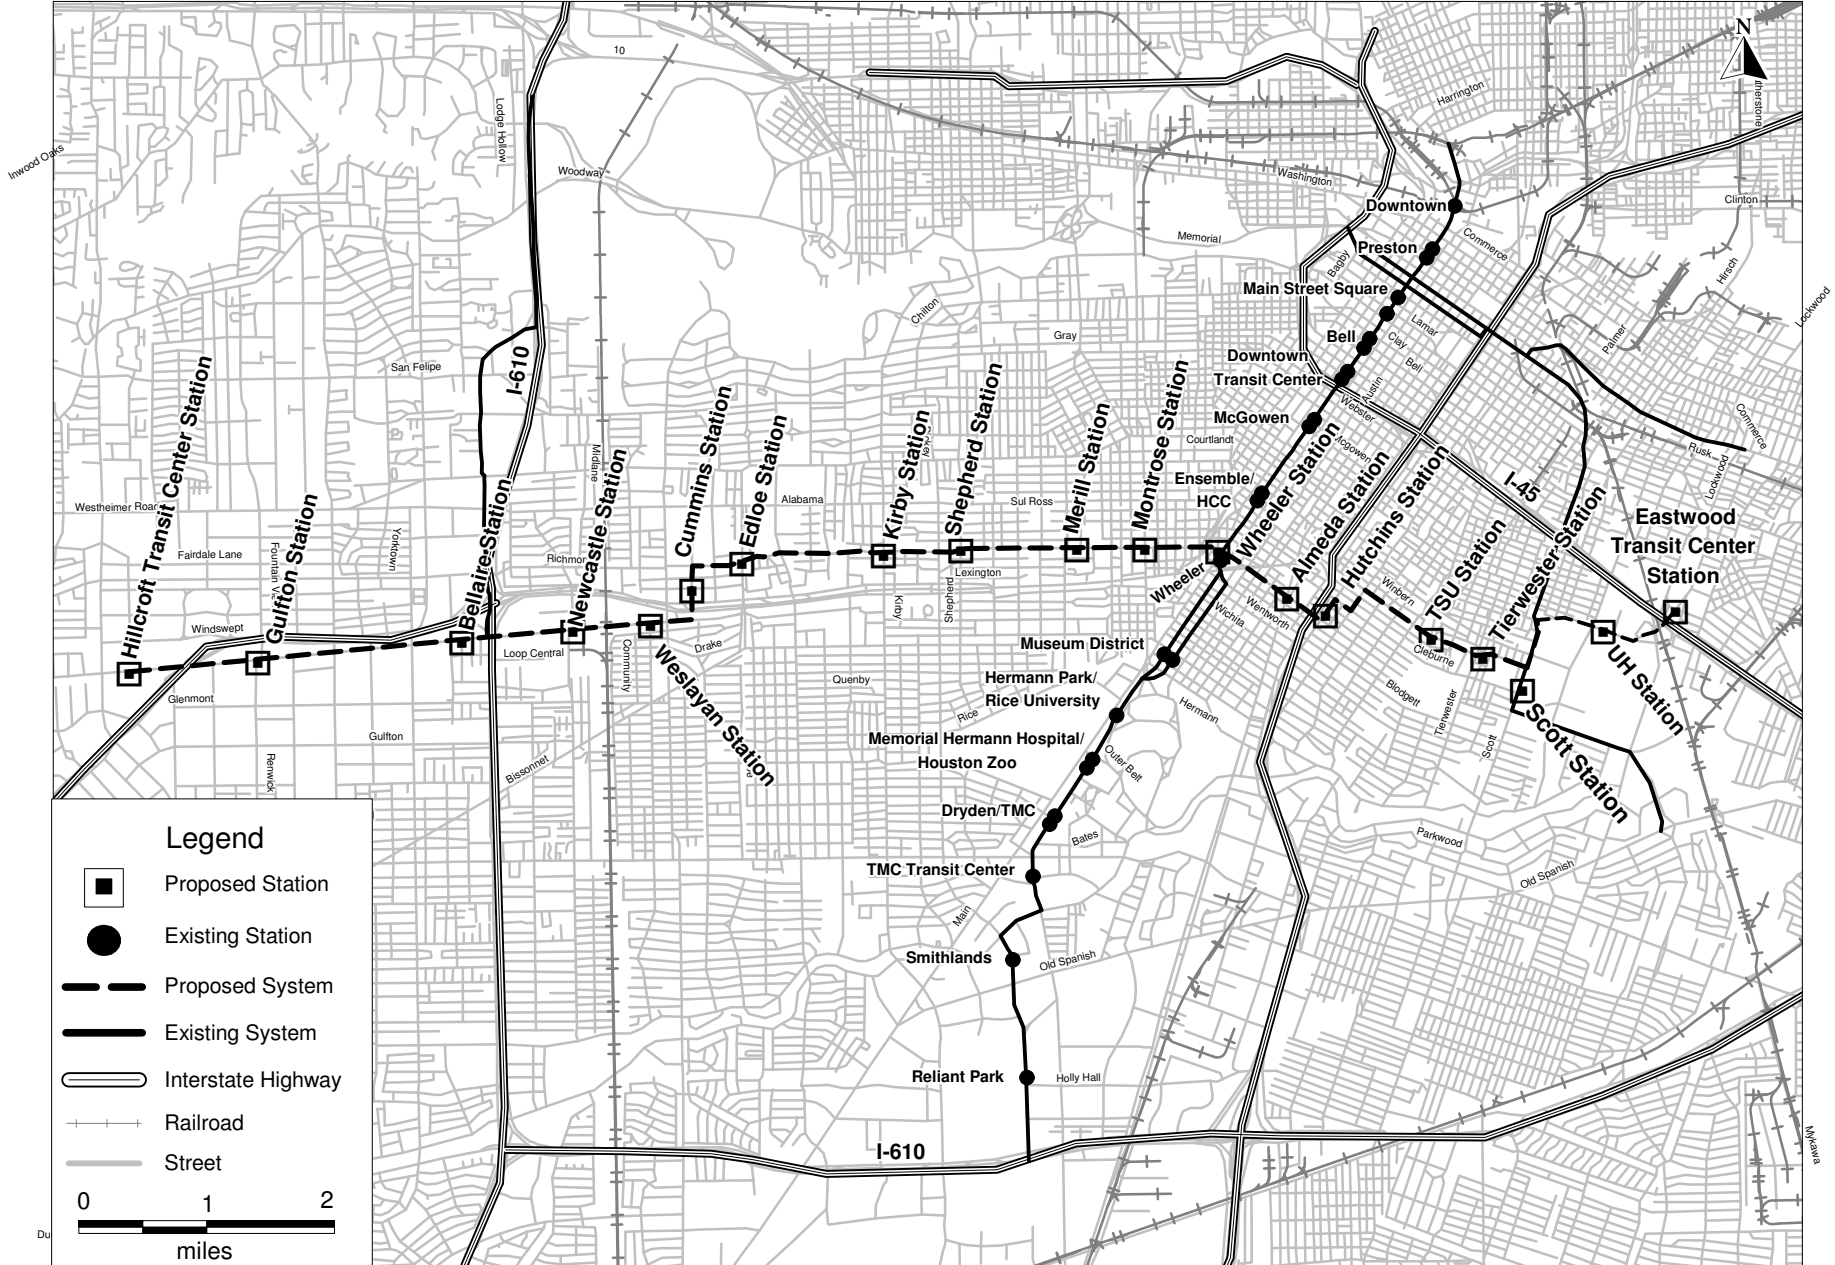 N
10
Harrington
Lodge Hollow
Inwood Oaks
Woodway
Washington
Clinton
Downtown
Memorial
Commerce
Preston
Bagby
Hirsch
Main Street Square
Lockwood
Chilton
Gray
Lamar
Bell
Clay
Palmer
Bell
Downtown
Transit Center
San Felipe
I-610
Austin
Webster
McGowen
Commerce
Courtlandt
Mcgowen
Rusk
Lockwood
Midlane
Ensemble/
HCC
Alabama
Sul Ross
I-45
Westheimer Road
Hillcroft Transit Center Station
Gulfton Station
Bellaire Station
Newcastle Station
Weslayan Station
Cummins Station
Edloe Station
Kirby Station
Shepherd Station
Merill Station
Montrose Station
Wheeler Station
Almeda Station
Hutchins Station
TSU Station
Tierwester Station
Scott Station
UH Station
Eastwood
Transit Center
Station
Fairdale Lane
Yorktown
Lexington
Wheeler
Kirby
Shepherd
Winbern
Wichita
Wentworth
Windswept
Loop Central
Community
Drake
Museum District
Cleburne
Hermann Park/
Rice University
Quenby
Rice
Hermann
Blodgett
Tierwester
Scott
Glenmont
Gulfton
Renwick
Bissonnet
Memorial Hermann Hospital/
Houston Zoo
Outer Belt
Dryden/TMC
Bates
Parkwood
TMC Transit Center
Old Spanish
Main
Smithlands
Old Spanish
Reliant Park
Holly Hall
I-610
Mykawa
Legend
Proposed Station
Existing Station
Proposed System
Existing System
Interstate Highway
Railroad
Street
0 1 2
miles